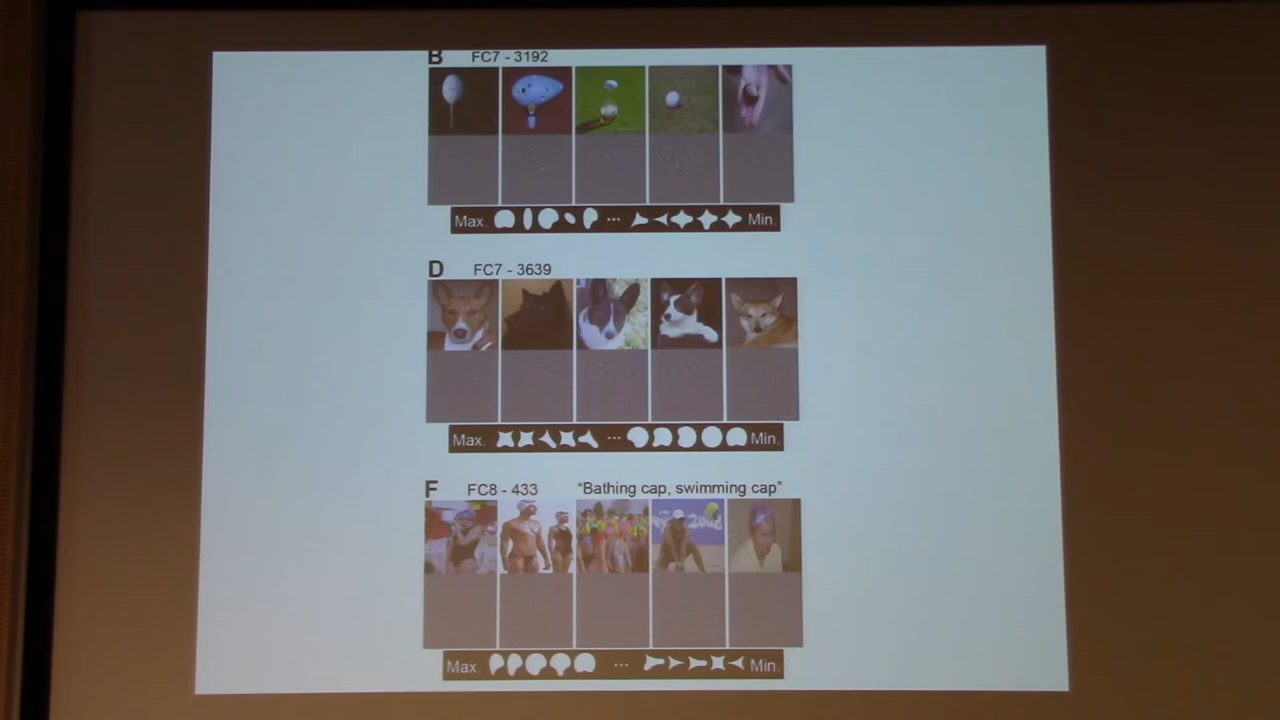 B FC7 - 3192
Max. ... Min.
D FC7 - 3639
Max. ... Min.
F FC8 - 433 “Bathing cap, swimming cap”
Max. ... Min.